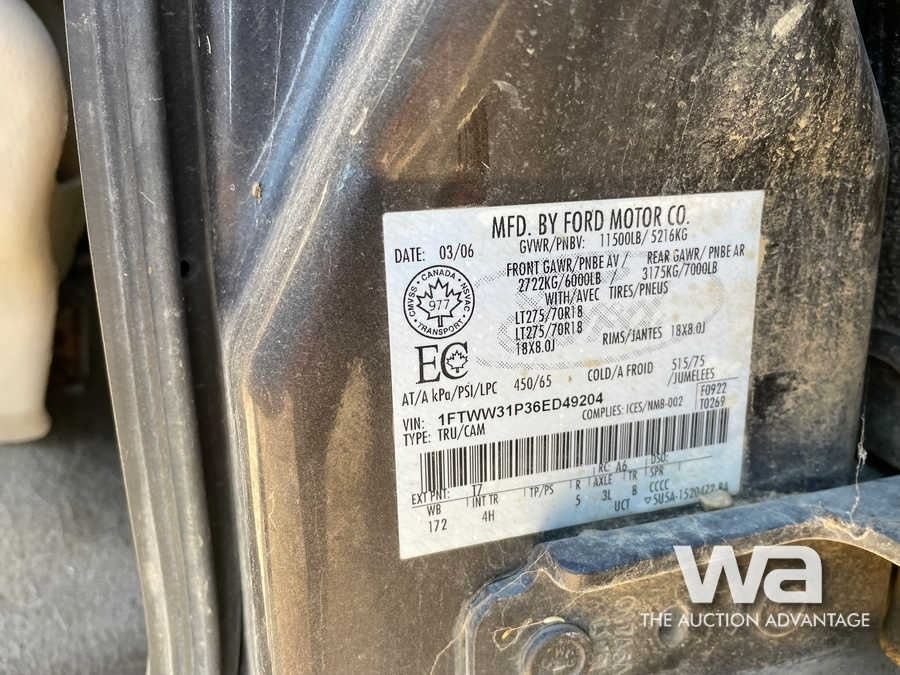 MFD. BY FORD MOTOR CO.
DATE: 03/06
GVWR/PNBV: 11500LB/ 5216KG
FRONT GAWR/PNBE AV / REAR GAWR/ PNBE AR
2722KG/6000LB / 3175KG/7000LB
WITH/AVEC TIRES/PNEUS
LT275/70R18
LT275/70R18
18X8.0J RIMS/JANTES 18X8.0J
CMVSS · CANADA · NSVAC
977
· TRANSPORT ·
EC
AT/A kPa/PSI/LPC 450/65 COLD/A FROID 515/75
/JUMELEES
VIN: 1FTWW31P36ED49204
COMPLIES: ICES/NMB-002
F0922
T0269
TYPE: TRU/CAM
RC: A6 DSO:
EXT PNT: T7
WB INT TR TP/PS R AXLE TR SPR
172 4H 5 3L B CCCC
UCT
wa
THE AUCTION ADVANTAGE